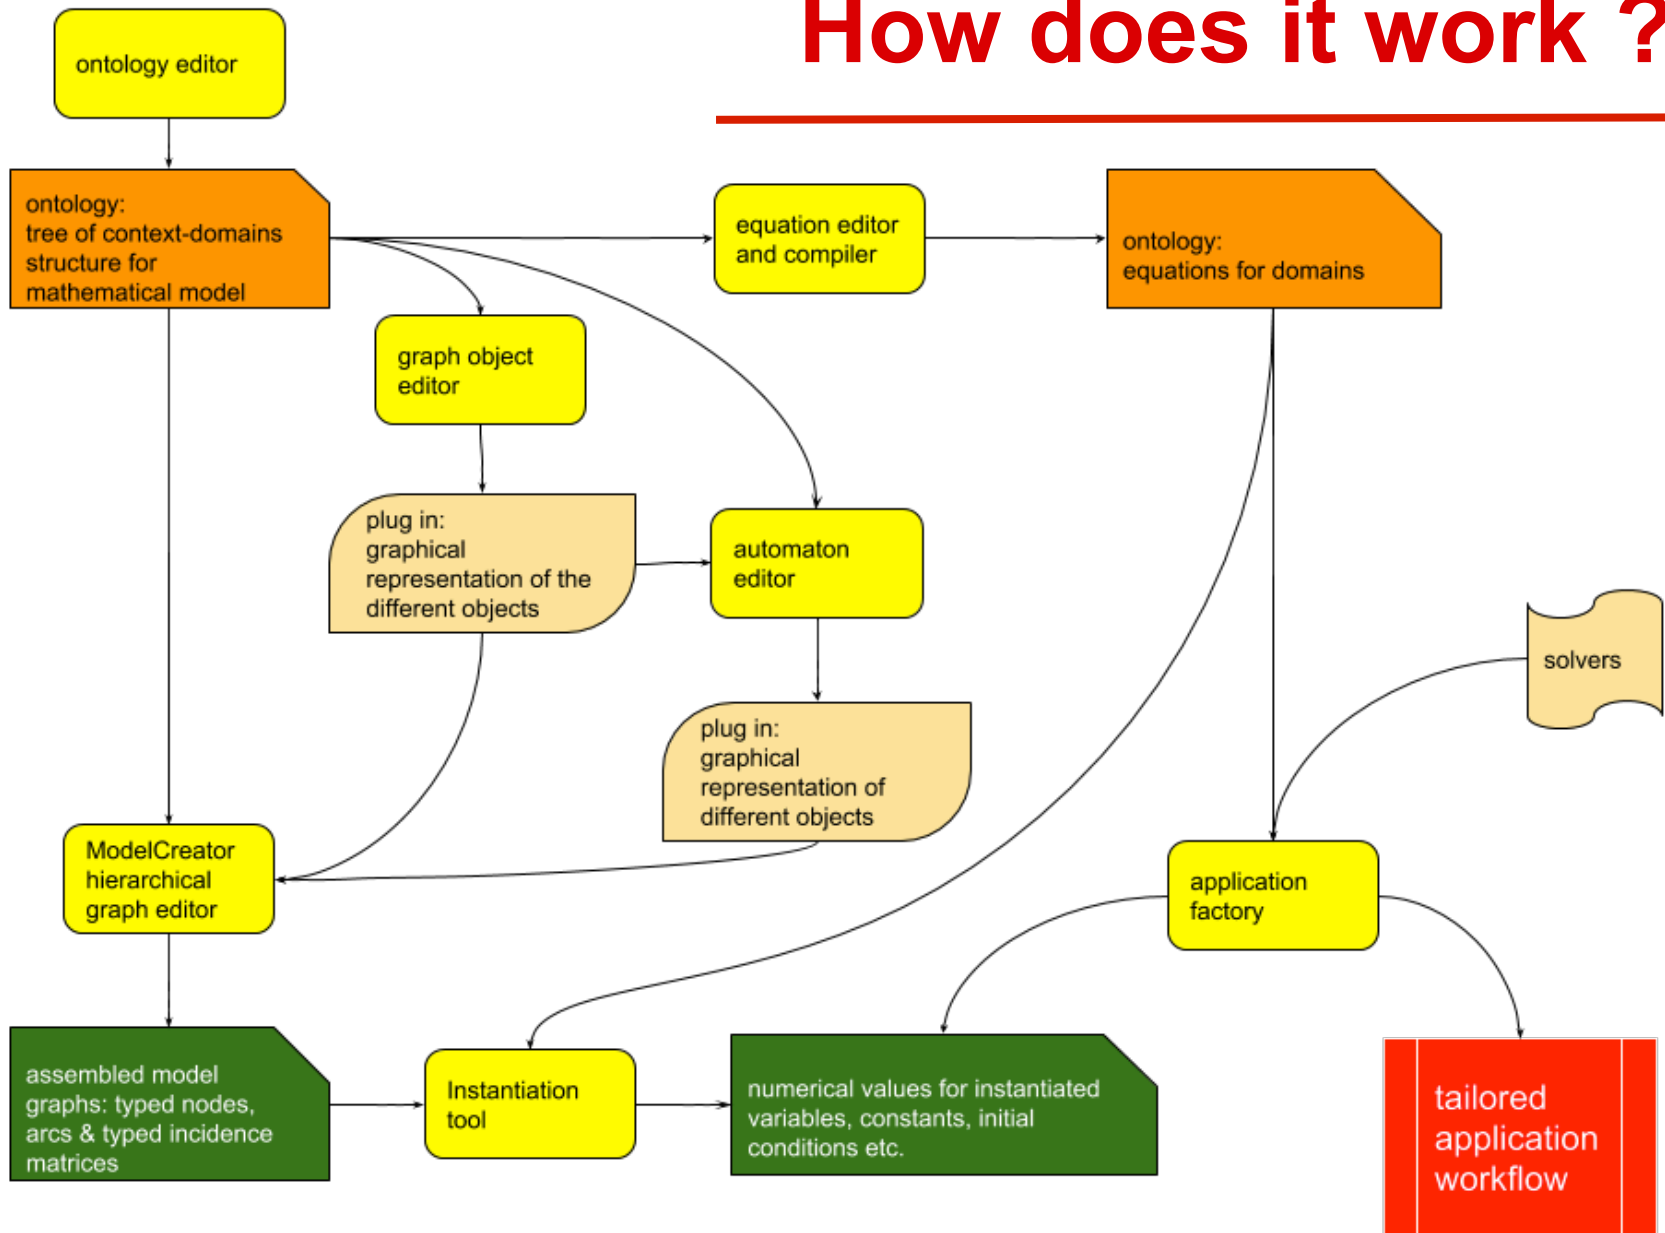 How does it work ?
ontology editor
ontology:
tree of context-domains
structure for
mathematical model
equation editor
and compiler
ontology:
equations for domains
graph object
editor
plug in:
graphical
representation of the
different objects
automaton
editor
solvers
plug in:
graphical
representation of
different objects
ModelCreator
hierarchical
graph editor
application
factory
assembled model
graphs: typed nodes,
arcs & typed incidence
matrices
Instantiation
tool
numerical values for instantiated
variables, constants, initial
conditions etc.
tailored
application
workflow